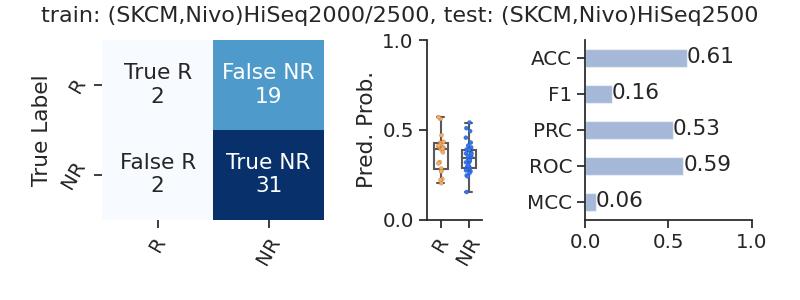 train: (SKCM,Nivo)HiSeq2000/2500, test: (SKCM,Nivo)HiSeq2500
True Label
R
NR
True R
2
False NR
19
False R
2
True NR
31
R
NR
Pred. Prob.
1.0
0.5
0.0
R
NR
ACC
0.61
F1
0.16
PRC
0.53
ROC
0.59
MCC
0.06
0.0
0.5
1.0